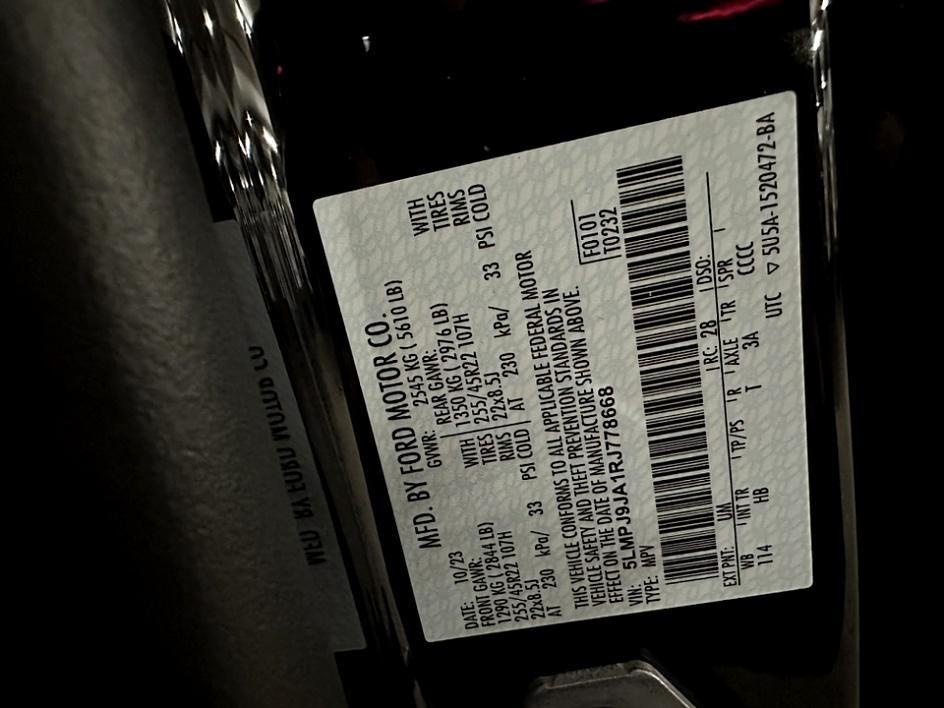 MFD. BY FORD MOTOR CO.
DATE: 10/23 GVWR: 2545 KG ( 5610 LB)
FRONT GAWR: REAR GAWR:
1290 KG ( 2844 LB) WITH 1350 KG ( 2976 LB) WITH
255/45R22 107H TIRES 255/45R22 107H TIRES
22x8.5J RIMS 22x8.5J RIMS
AT 230 kPa/ 33 PSI COLD AT 230 kPa/ 33 PSI COLD
THIS VEHICLE CONFORMS TO ALL APPLICABLE FEDERAL MOTOR
VEHICLE SAFETY AND THEFT PREVENTION STANDARDS IN
EFFECT ON THE DATE OF MANUFACTURE SHOWN ABOVE.
VIN: 5LMPJ9JA1RJ778668
TYPE: MPV
F0101
T0232
EXT PNT: UM RC: 28 DSO:
WB INT TR TP/PS R AXLE TR SPR
114 HB T 3A CCCC
UTC ▽ 5U5A-1520472-BA